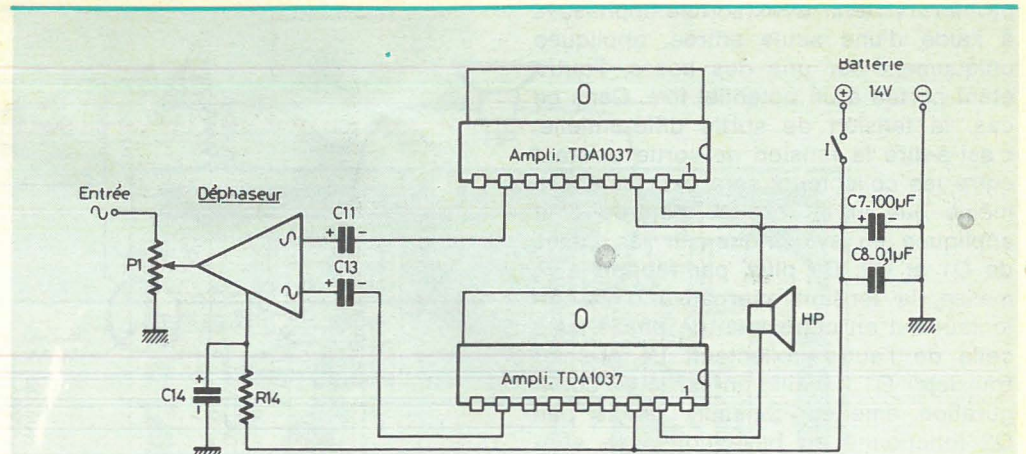 Batterie
14V
Ampli. TDA1037
1
Entrée
Déphaseur
C11
+ -
C7-100µF
P1
C13
+ -
C8-0,1µF
HP
Ampli. TDA1037
1
C14
R14